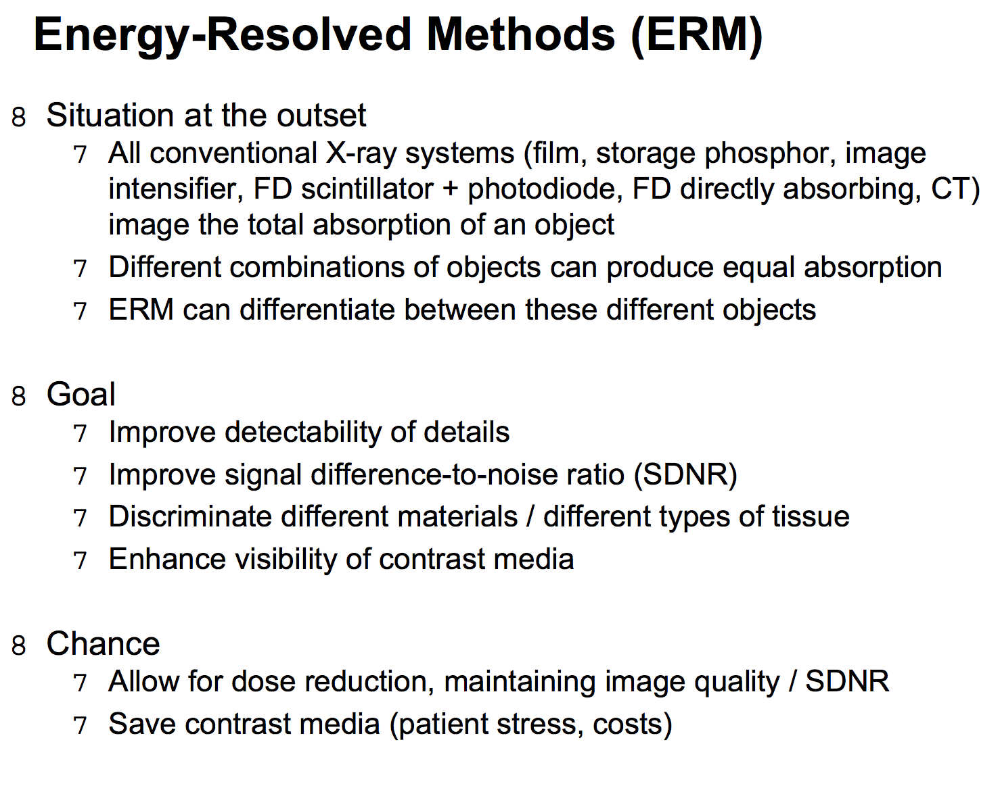 Energy-Resolved Methods (ERM)
8 Situation at the outset
7 All conventional X-ray systems (film, storage phosphor, image
intensifier, FD scintillator + photodiode, FD directly absorbing, CT)
image the total absorption of an object
7 Different combinations of objects can produce equal absorption
7 ERM can differentiate between these different objects
8 Goal
7 Improve detectability of details
7 Improve signal difference-to-noise ratio (SDNR)
7 Discriminate different materials / different types of tissue
7 Enhance visibility of contrast media
8 Chance
7 Allow for dose reduction, maintaining image quality / SDNR
7 Save contrast media (patient stress, costs)